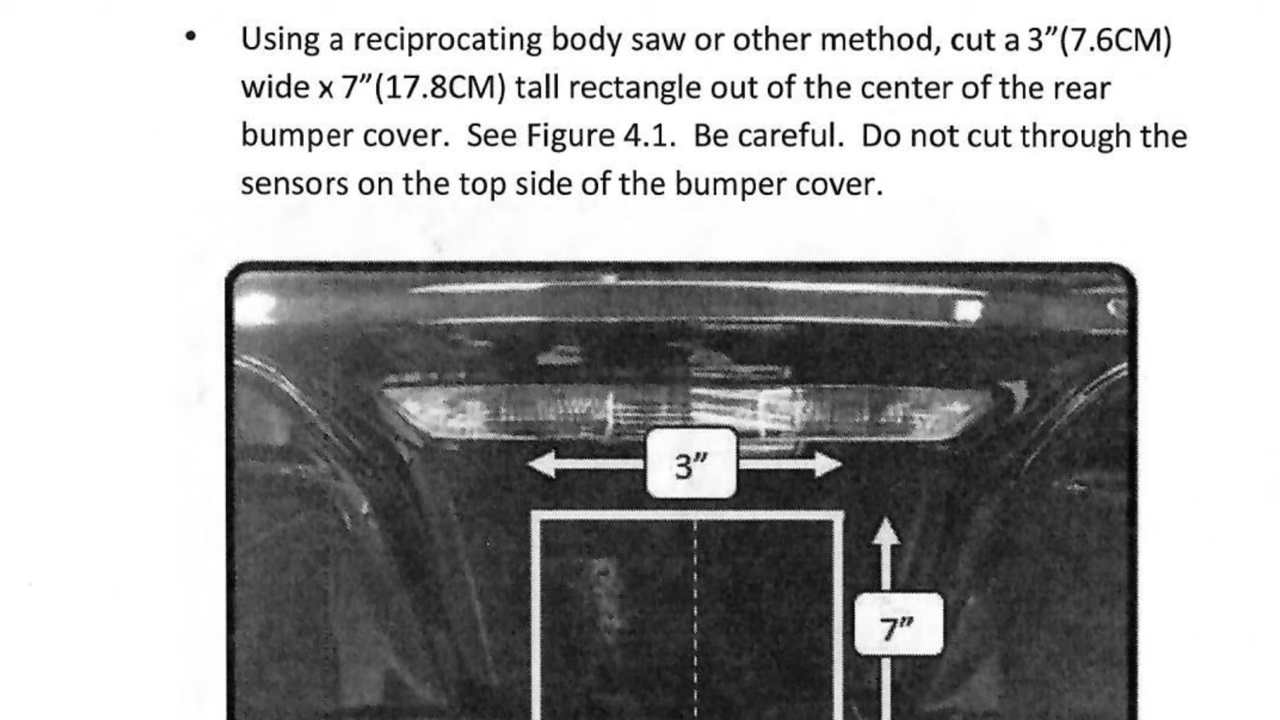 • Using a reciprocating body saw or other method, cut a 3”(7.6CM)
wide x 7”(17.8CM) tall rectangle out of the center of the rear
bumper cover.  See Figure 4.1.  Be careful.  Do not cut through the
sensors on the top side of the bumper cover.
3”
7”